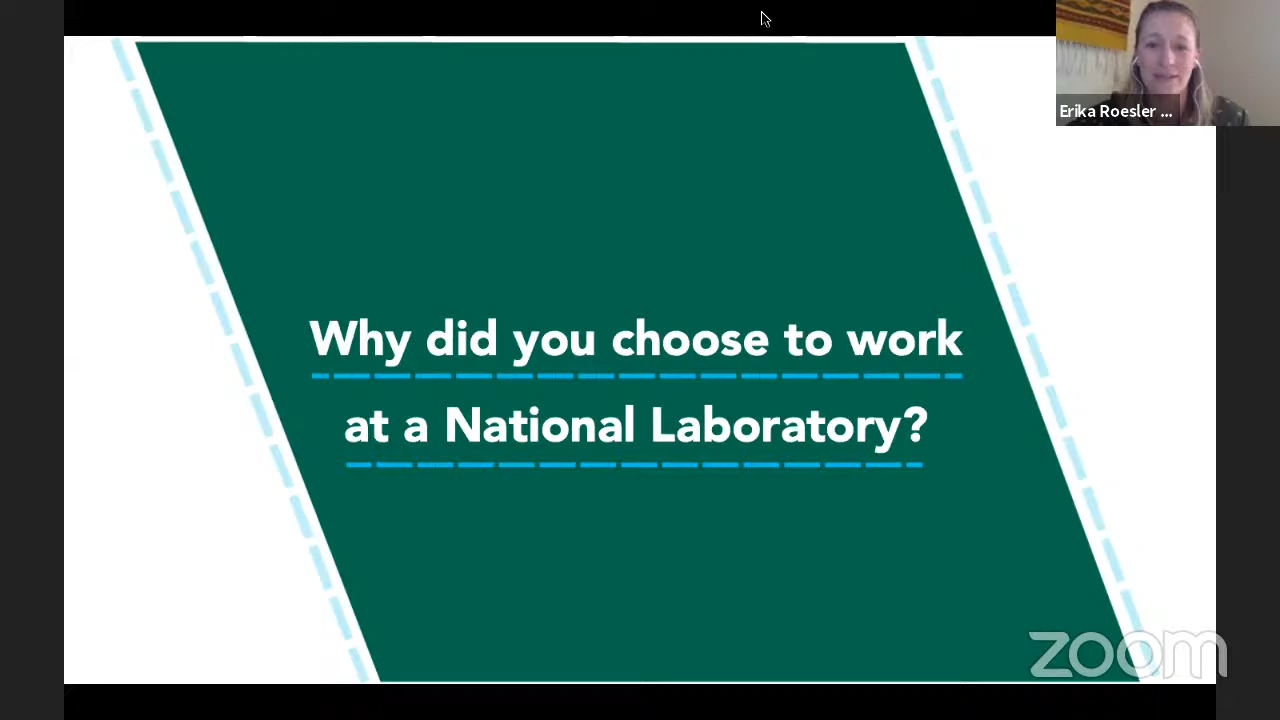 Erika Roesler ...
Why did you choose to work
at a National Laboratory?
zoom